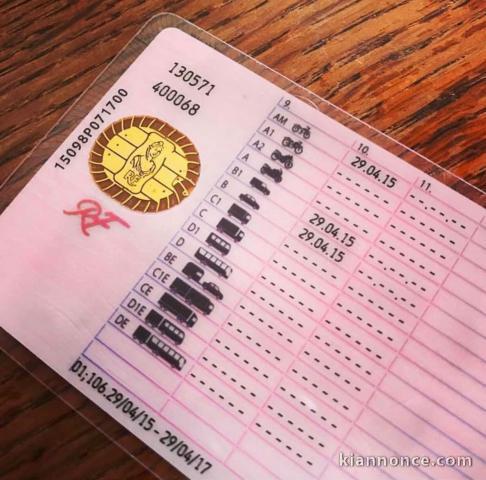 130571
400068
15098P071700
RF
9. 10. 11.
AM 29.04.15 -.--.--
A1 --.--.-- --.--.--
A2 --.--.-- --.--.--
A --.--.-- --.--.--
B1 29.04.15 --.--.--
B 29.04.15 --.--.--
C1
C
D1
D
BE
C1E
CE
D1E
DE
D1;106.29/04/15 - 29/04/17
kiannonce.com